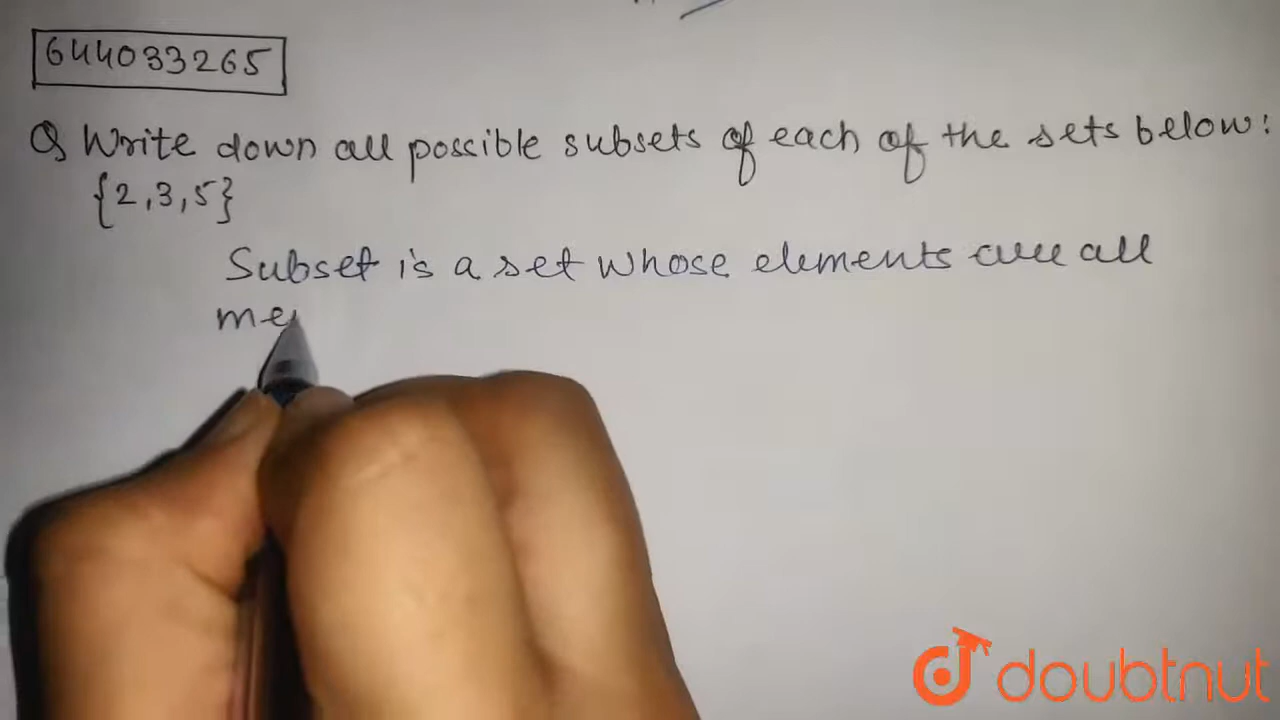 644033265
Q Write down all possible subsets of each of the sets below:
{2,3,5}
Subset is a set whose elements are all
me
doubtnut